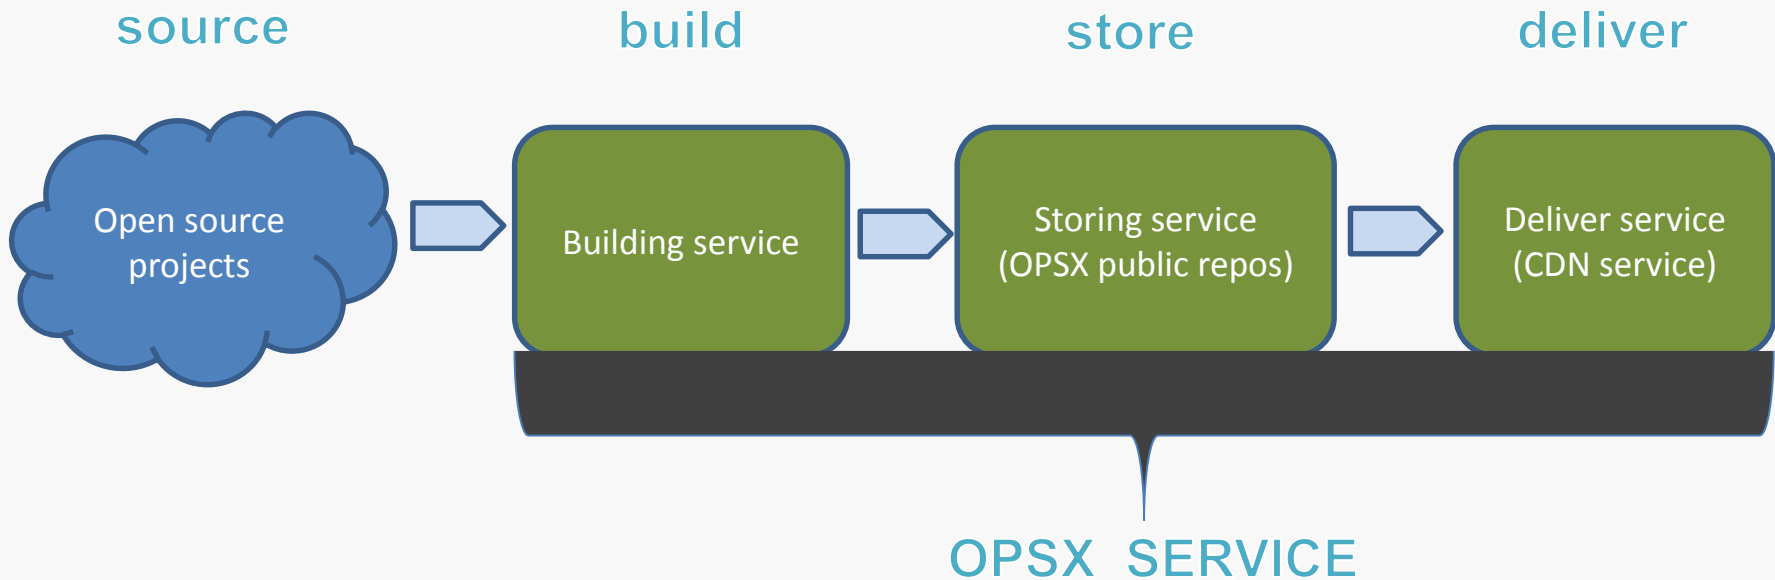 source
build
store
deliver
Open source
projects
Building service
Storing service
(OPSX public repos)
Deliver service
(CDN service)
OPSX SERVICE